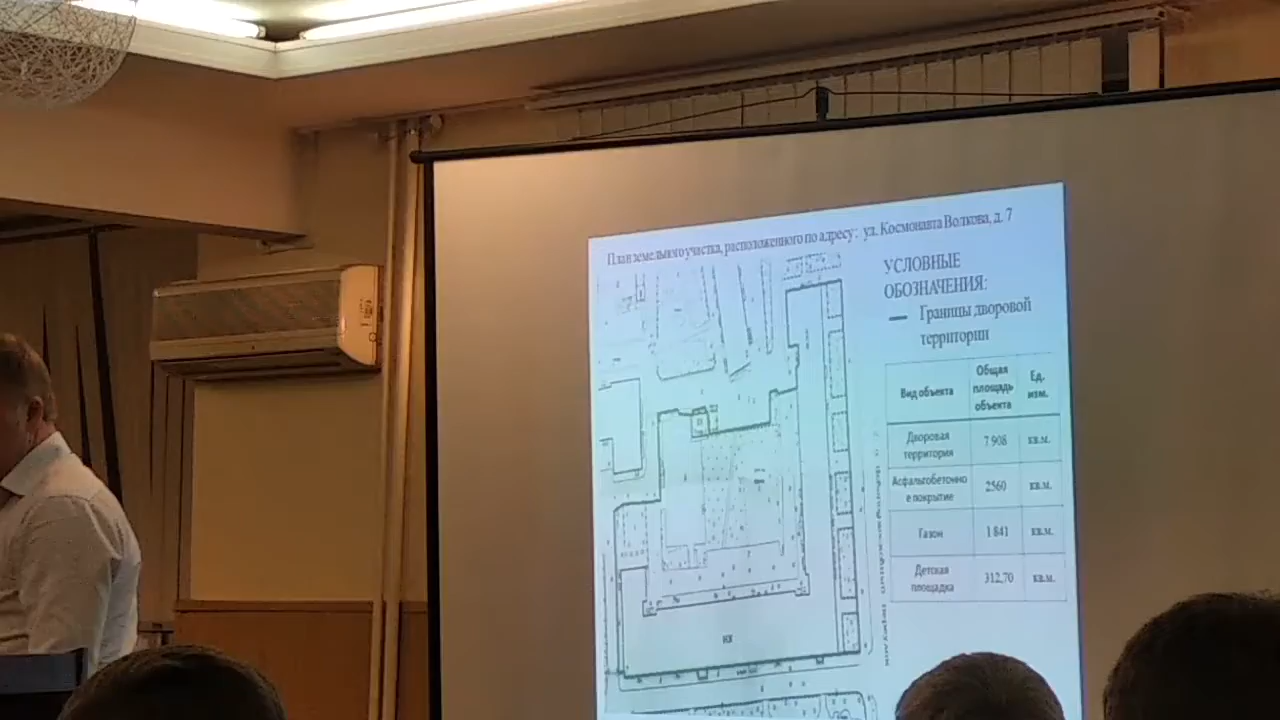 План земельного участка, расположенного по адресу: ул. Космонавта Волкова, д. 7
УСЛОВНЫЕ
ОБОЗНАЧЕНИЯ:
Границы дворовой
территории
Вид объекта
Общая
площадь
объекта
Ед.
изм.
Дворовая
территория
7 908
кв.м.
Асфальтобетонно
е покрытие
2560
кв.м.
Газон
1 841
кв.м.
Детская
площадка
312,70
кв.м.